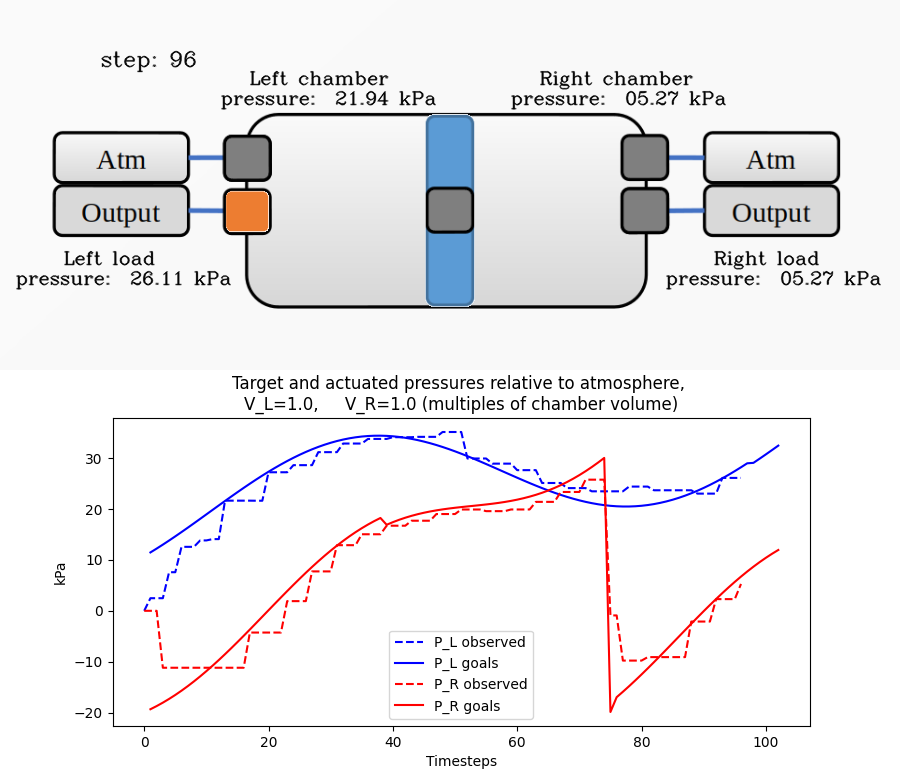 step: 96
Left chamber
pressure: 21.94 kPa
Right chamber
pressure: 05.27 kPa
Atm
Atm
Output
Output
Left load
pressure: 26.11 kPa
Right load
pressure: 05.27 kPa
Target and actuated pressures relative to atmosphere,
V_L=1.0, V_R=1.0 (multiples of chamber volume)
30
20
10
0
−10
−20
kPa
P_L observed
P_L goals
P_R observed
P_R goals
0 20 40 60 80 100
Timesteps